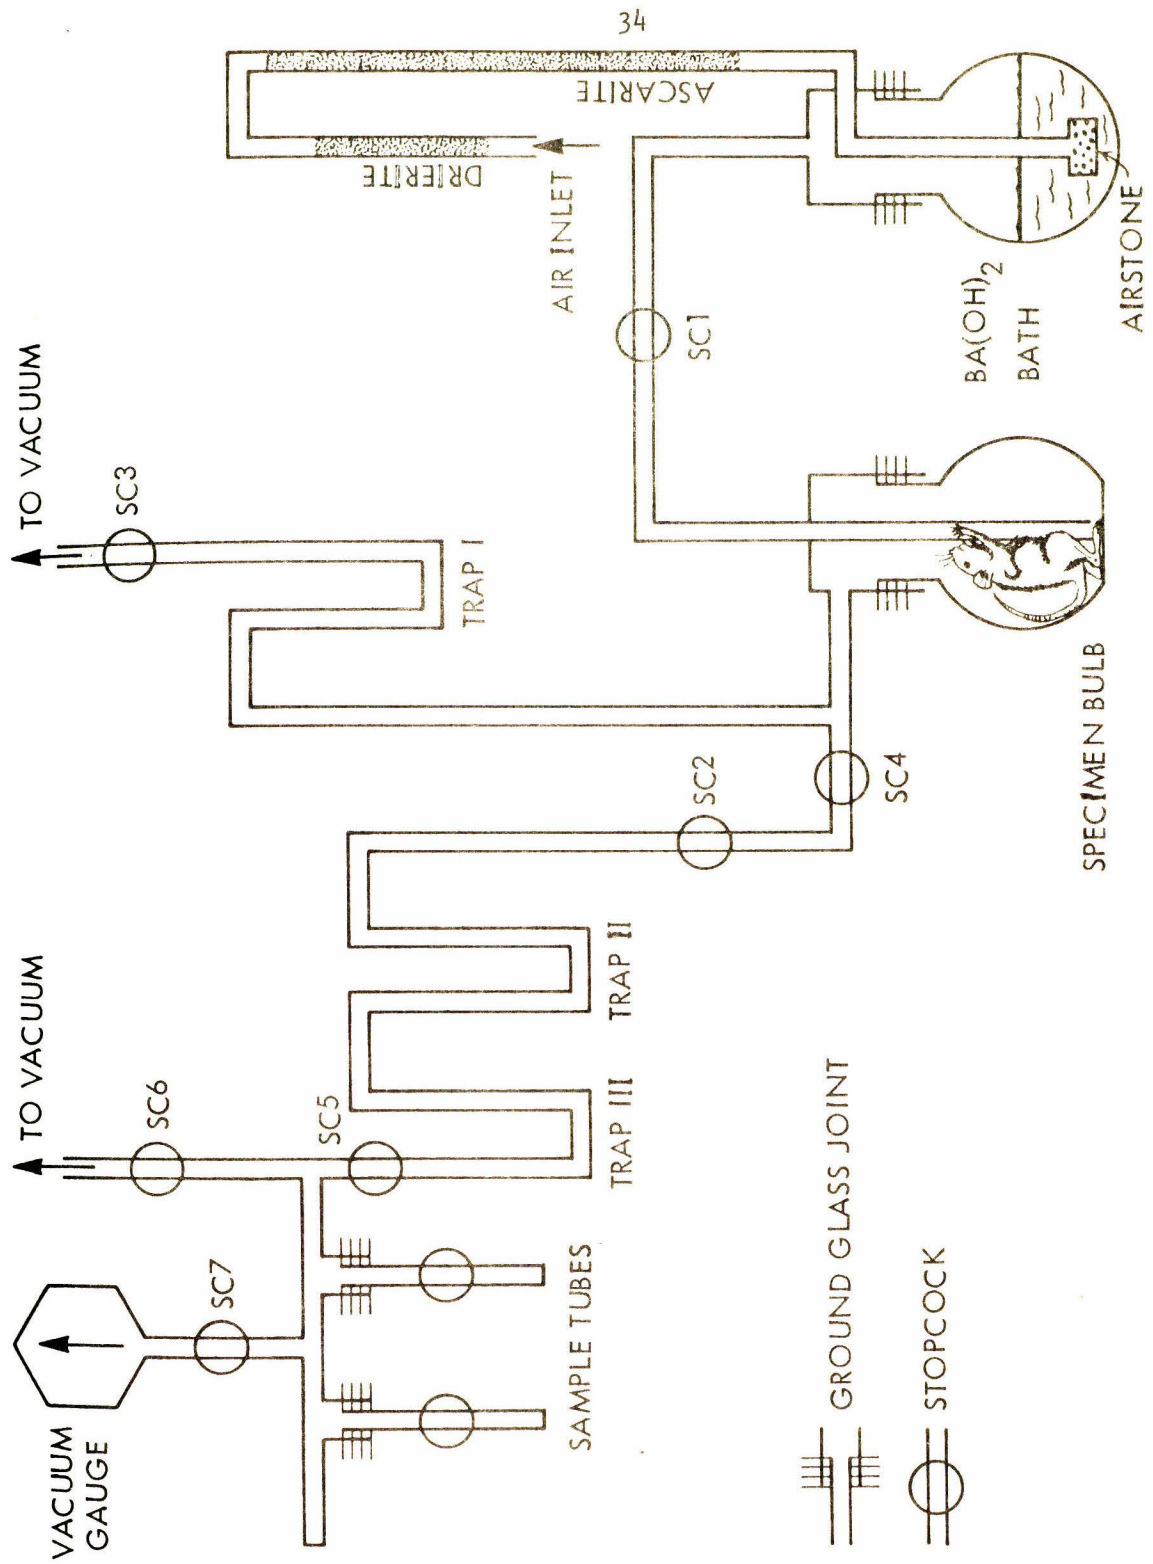 34
TO VACUUM
TO VACUUM
VACUUM
GAUGE
SC7
SC6
SC5
SC3
TRAP I
TRAP II
TRAP III
SC2
SC4
SC1
AIR INLET
DRIERITE
ASCARITE
SAMPLE TUBES
SPECIMEN BULB
BA(OH)2
BATH
AIRSTONE
GROUND GLASS JOINT
STOPCOCK